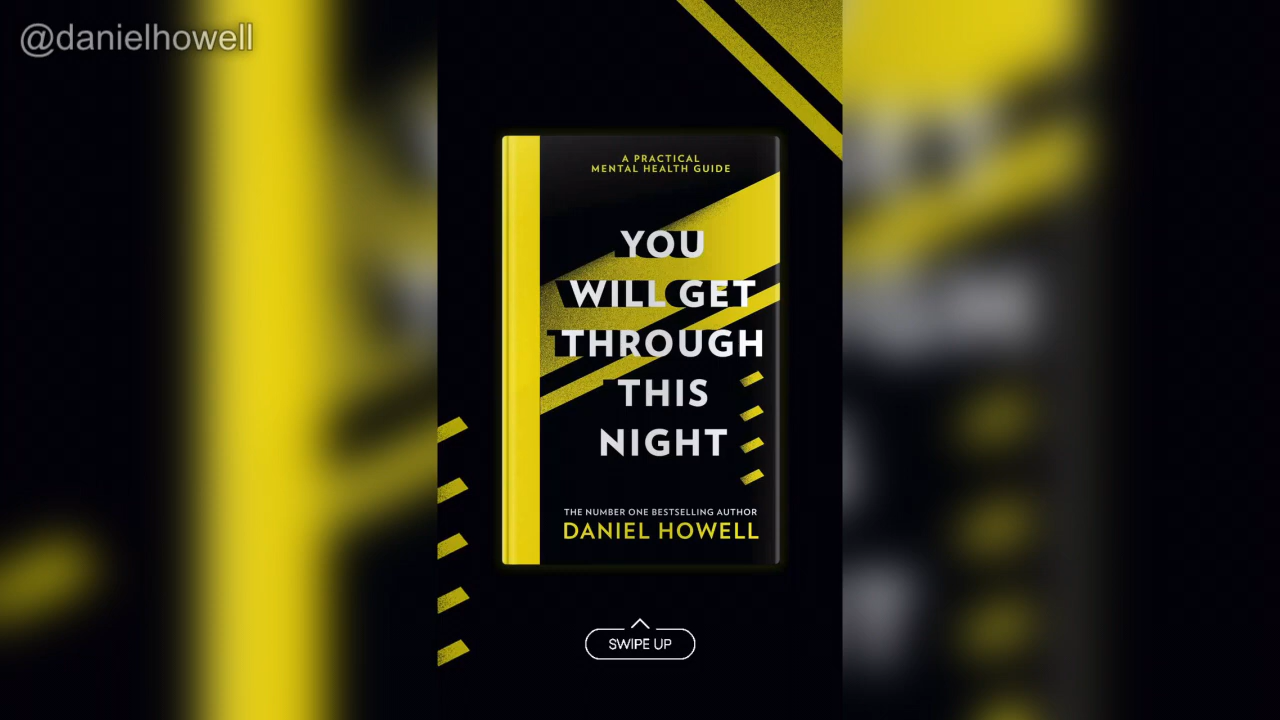 @danielhowell
A PRACTICAL
MENTAL HEALTH GUIDE
YOU
WILL GET
THROUGH
THIS
NIGHT
THE NUMBER ONE BESTSELLING AUTHOR
DANIEL HOWELL
SWIPE UP